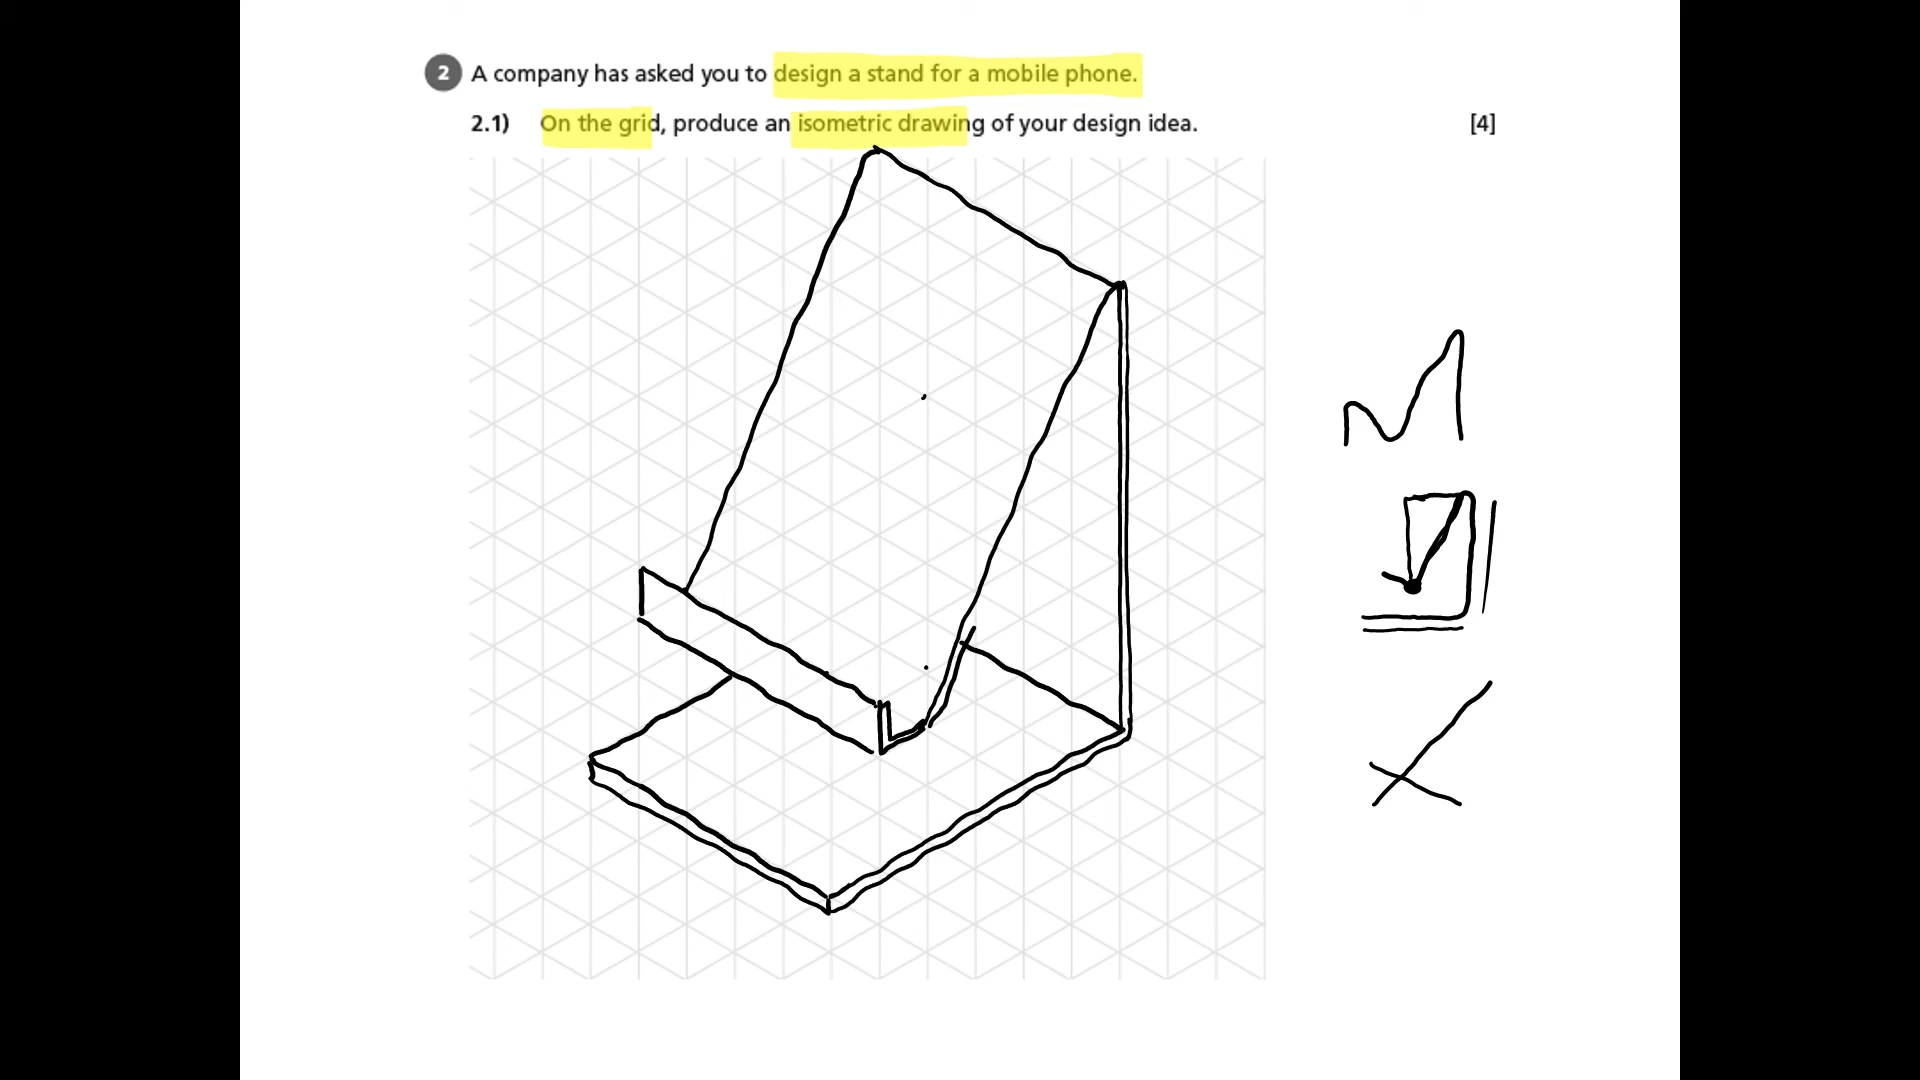 2 A company has asked you to design a stand for a mobile phone.
2.1) On the grid, produce an isometric drawing of your design idea. [4]